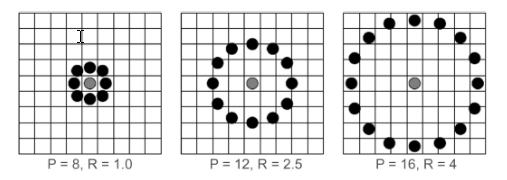 P = 8, R = 1.0
P = 12, R = 2.5
P = 16, R = 4